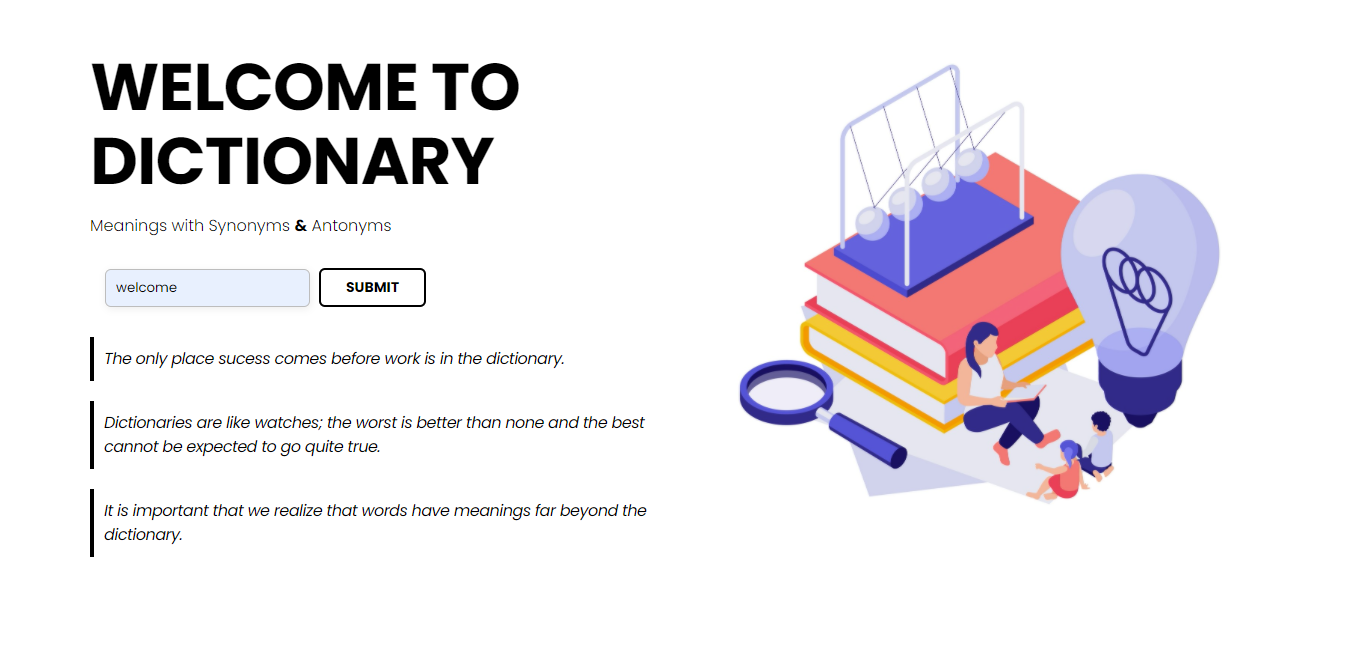 WELCOME TO
DICTIONARY
Meanings with Synonyms & Antonyms
welcome
SUBMIT
The only place sucess comes before work is in the dictionary.
Dictionaries are like watches; the worst is better than none and the best
cannot be expected to go quite true.
It is important that we realize that words have meanings far beyond the
dictionary.